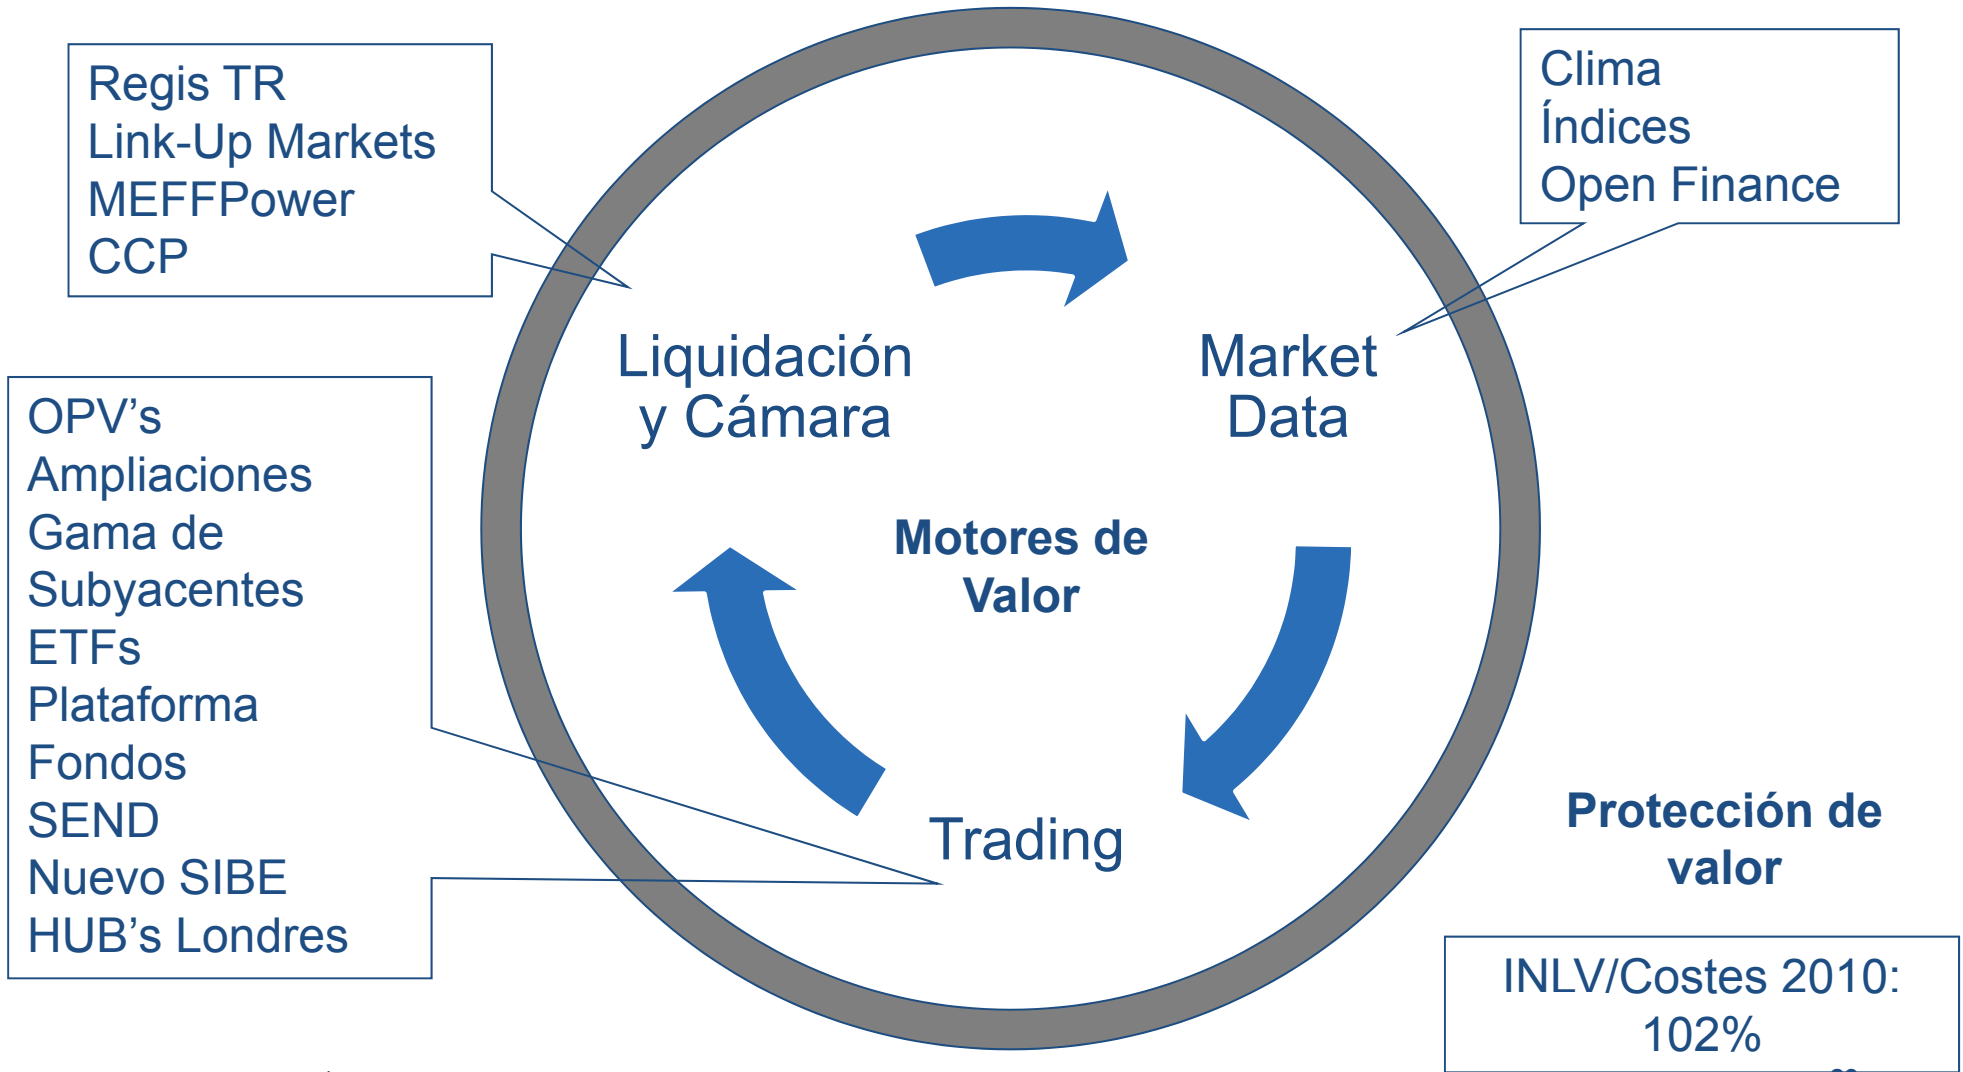 Regis TR
Link-Up Markets
MEFFPower
CCP
Clima
Índices
Open Finance
Liquidación
y Cámara
Market
Data
OPV’s
Ampliaciones
Gama de
Subyacentes
ETFs
Plataforma
Fondos
SEND
Nuevo SIBE
HUB’s Londres
Motores de
Valor
Trading
Protección de
valor
INLV/Costes 2010:
102%